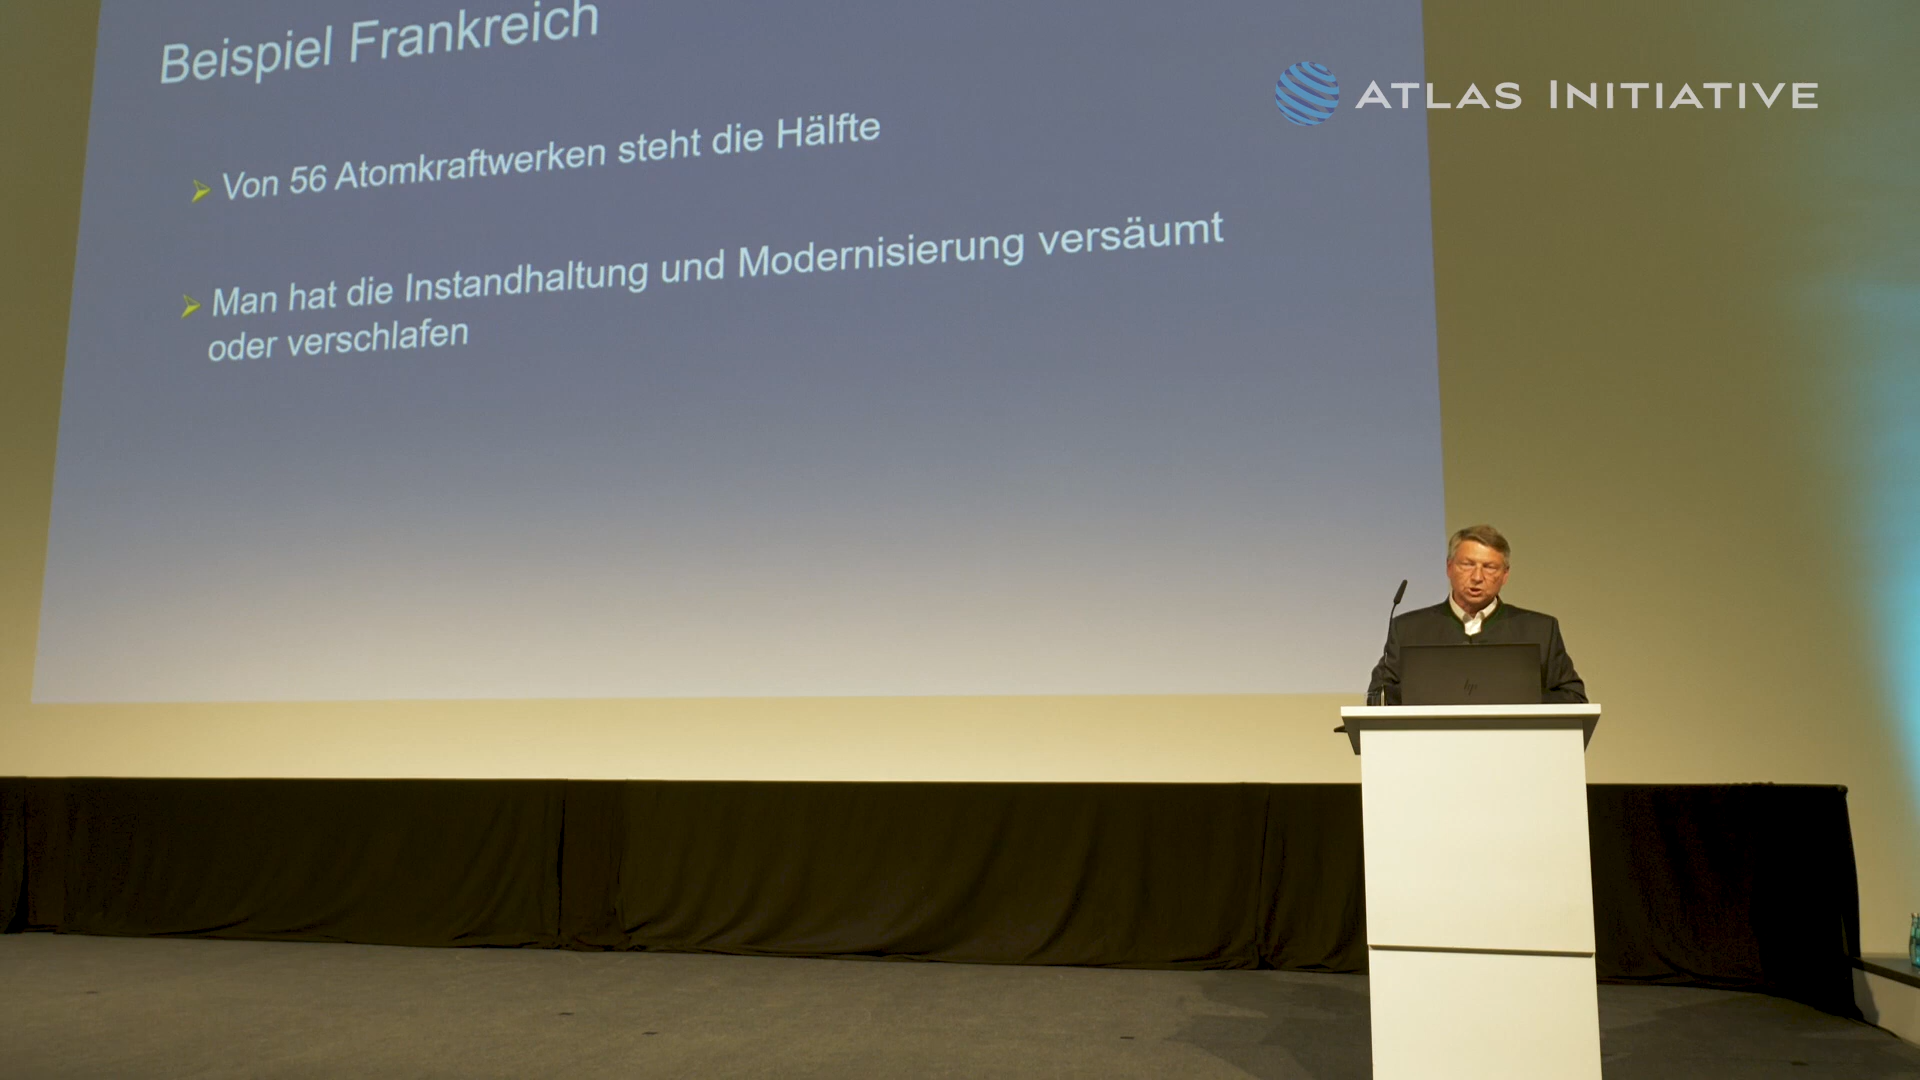 Beispiel Frankreich
ATLAS INITIATIVE
Von 56 Atomkraftwerken steht die Hälfte
Man hat die Instandhaltung und Modernisierung versäumt
oder verschlafen
hp